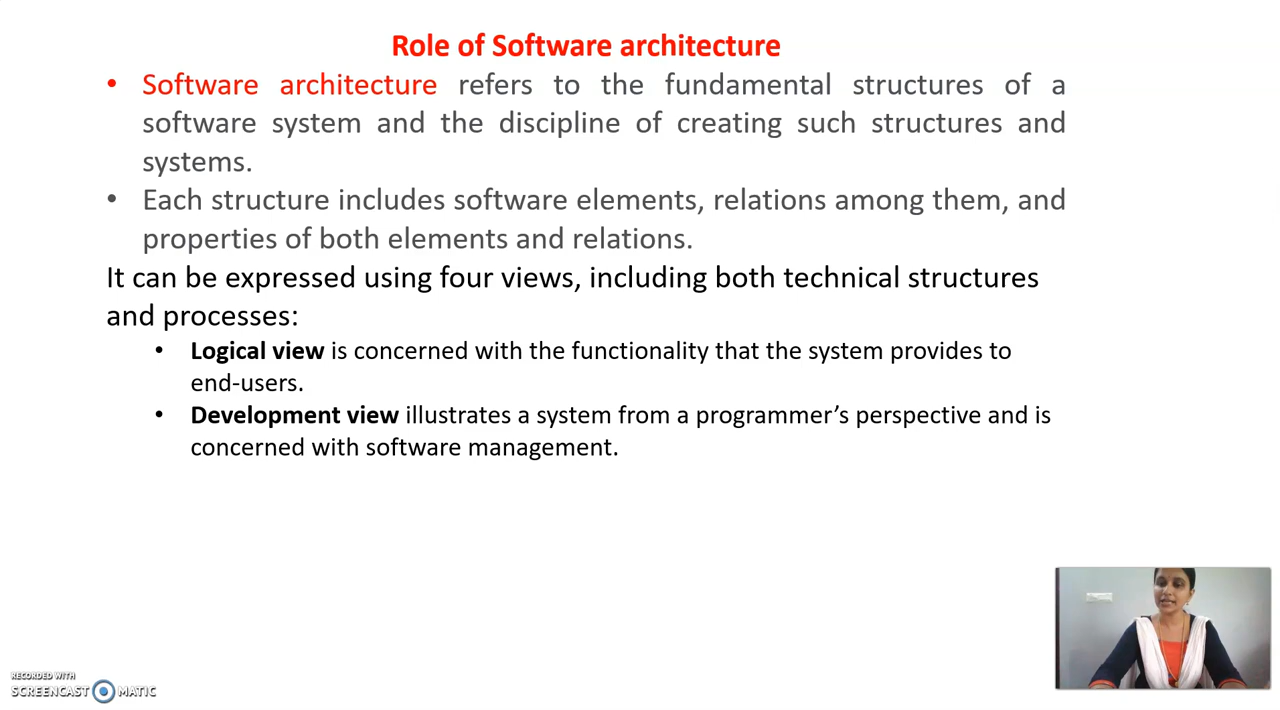 Role of Software architecture
• Software architecture refers to the fundamental structures of a
software system and the discipline of creating such structures and
systems.
• Each structure includes software elements, relations among them, and
properties of both elements and relations.
It can be expressed using four views, including both technical structures
and processes:
• Logical view is concerned with the functionality that the system provides to
end-users.
• Development view illustrates a system from a programmer’s perspective and is
concerned with software management.
RECORDED WITH
SCREENCAST MATIC